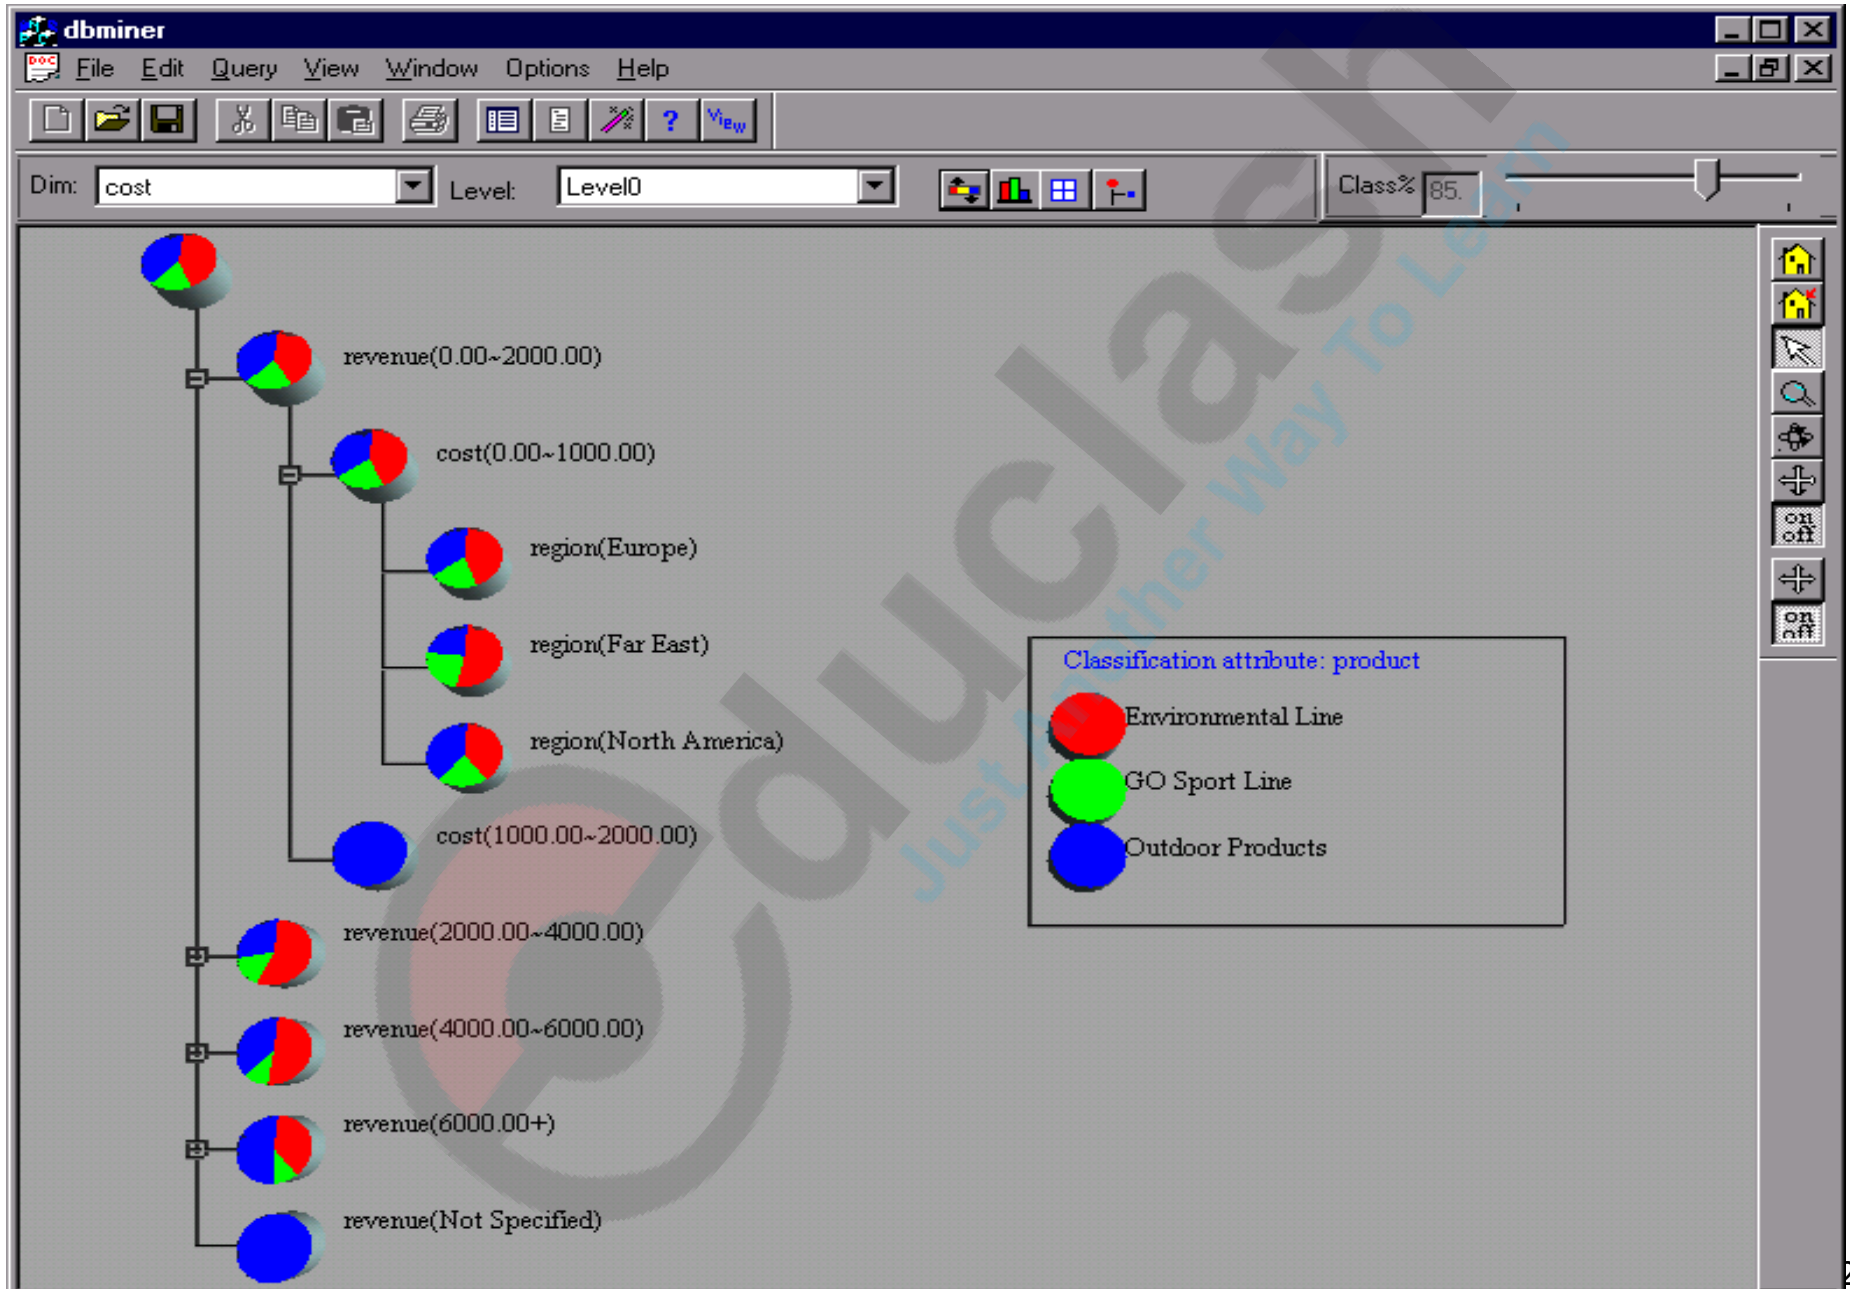 dbminer
File Edit Query View Window Options Help
? View
Dim: cost Level: Level0 Class% 85.
revenue(0.00~2000.00)
cost(0.00~1000.00)
region(Europe)
region(Far East)
region(North America)
cost(1000.00~2000.00)
revenue(2000.00~4000.00)
revenue(4000.00~6000.00)
revenue(6000.00+)
revenue(Not Specified)
Classification attribute: product
Environmental Line
GO Sport Line
Outdoor Products
on
off
on
off
educlash
Just Another Way To Learn